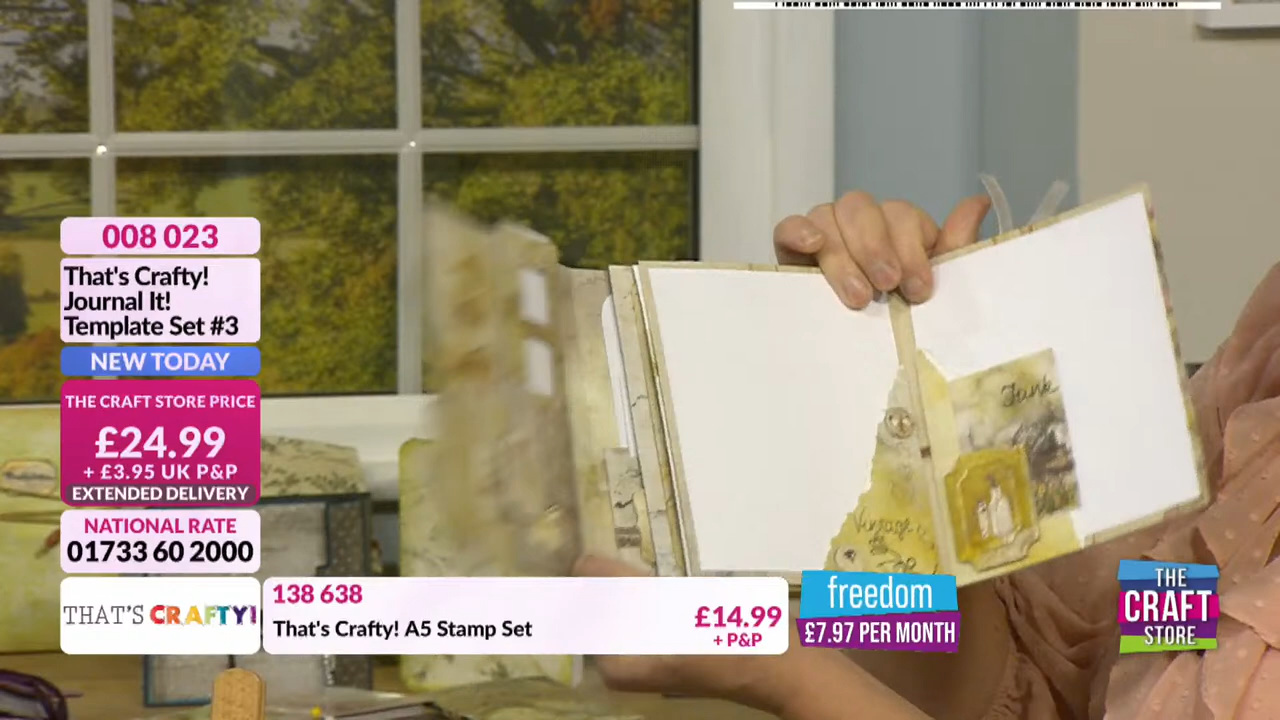 008 023
That's Crafty!
Journal It!
Template Set #3
NEW TODAY
THE CRAFT STORE PRICE
£24.99
+ £3.95 UK P&P
EXTENDED DELIVERY
NATIONAL RATE
01733 60 2000
THAT'S CRAFTY!
138 638
That's Crafty! A5 Stamp Set
£14.99
+ P&P
freedom
£7.97 PER MONTH
THE
CRAFT
STORE
Junk
Vintage